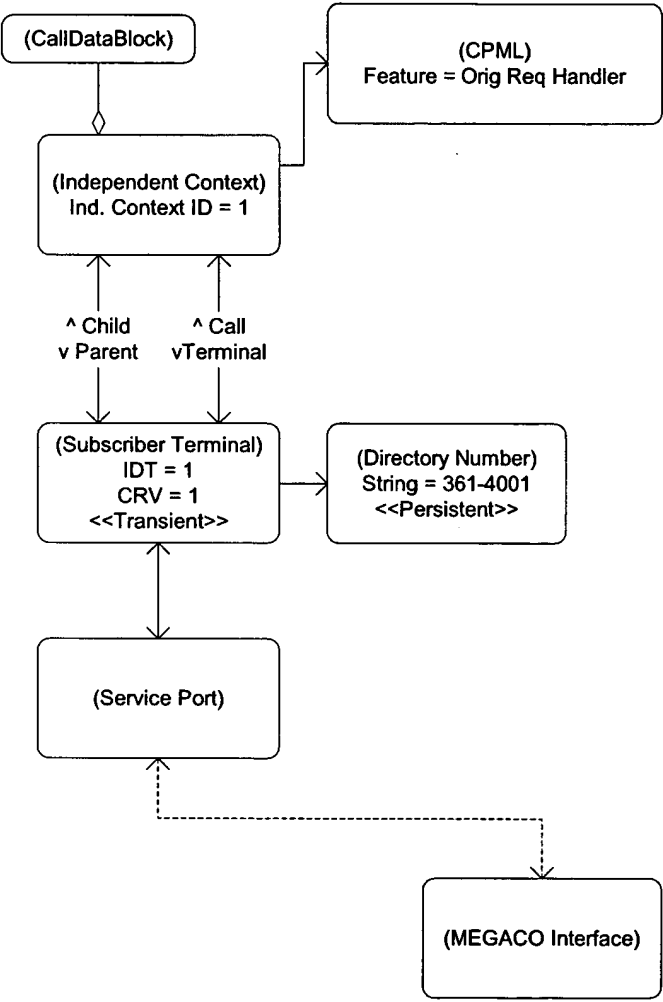 (CallDataBlock)
(CPML)
Feature = Orig Req Handler
(Independent Context)
Ind. Context ID = 1
^ Child
v Parent
^ Call
vTerminal
(Subscriber Terminal)
IDT = 1
CRV = 1
<<Transient>>
(Directory Number)
String = 361-4001
<<Persistent>>
(Service Port)
(MEGACO Interface)